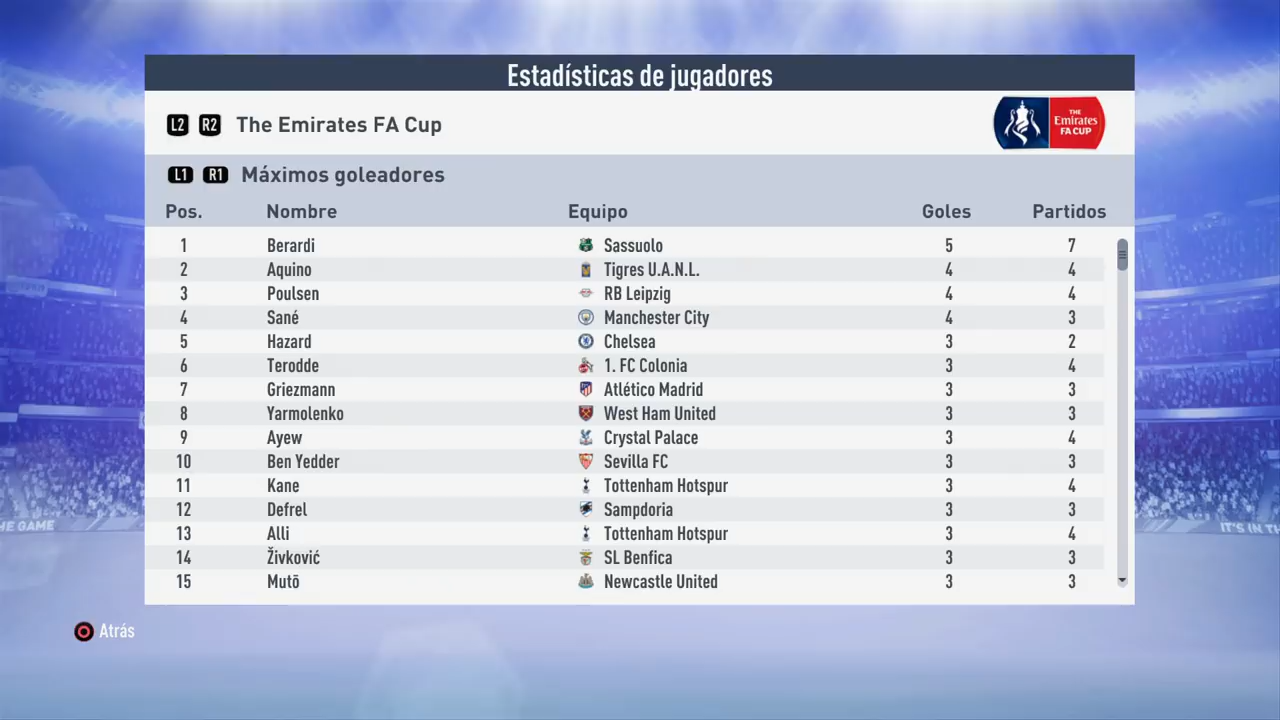 Estadísticas de jugadores
L2 R2 The Emirates FA Cup
THE Emirates FA CUP
L1 R1 Máximos goleadores
Pos. Nombre Equipo Goles Partidos
1 Berardi Sassuolo 5 7
2 Aquino Tigres U.A.N.L. 4 4
3 Poulsen RB Leipzig 4 4
4 Sané Manchester City 4 3
5 Hazard Chelsea 3 2
6 Terodde 1. FC Colonia 3 4
7 Griezmann Atlético Madrid 3 3
8 Yarmolenko West Ham United 3 3
9 Ayew Crystal Palace 3 4
10 Ben Yedder Sevilla FC 3 3
11 Kane Tottenham Hotspur 3 4
12 Defrel Sampdoria 3 3
13 Alli Tottenham Hotspur 3 4
14 Živković SL Benfica 3 3
15 Mutō Newcastle United 3 3
HE GAME
IT'S IN TH
Atrás